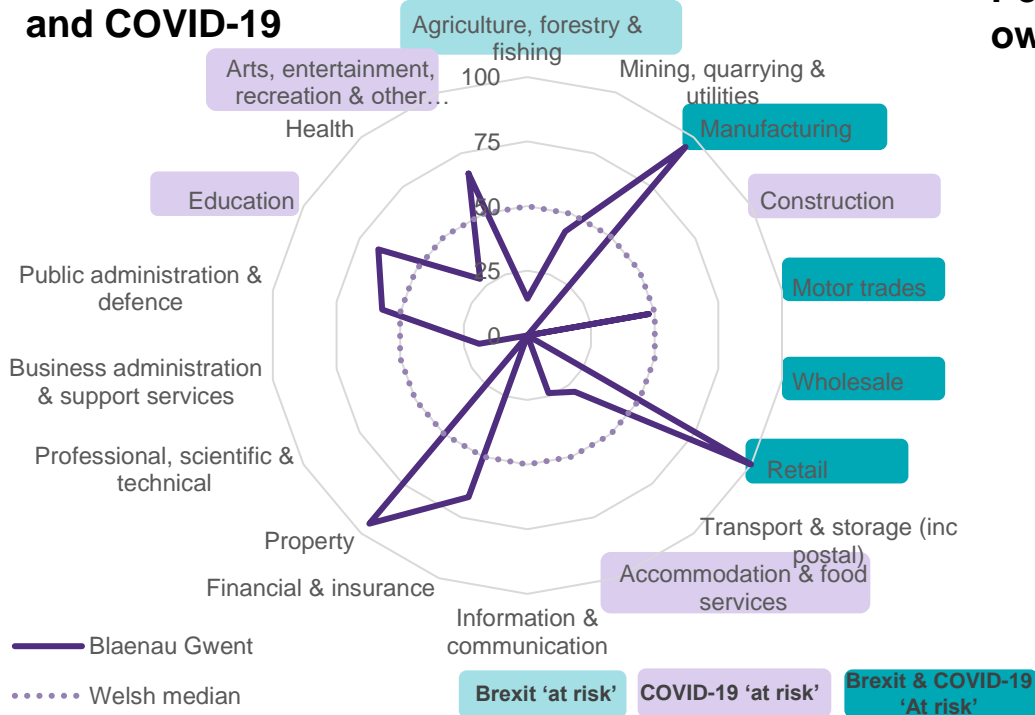 and COVID-19
ow
Agriculture, forestry &
fishing
Arts, entertainment,
recreation & other…
Mining, quarrying &
utilities
Health
Manufacturing
Education
Construction
Public administration &
defence
Motor trades
Business administration
& support services
Wholesale
Professional, scientific &
technical
Retail
Property
Transport & storage (inc
postal)
Financial & insurance
Accommodation & food
services
Information &
communication
100
75
50
25
0
Blaenau Gwent
Welsh median
Brexit ‘at risk’
COVID-19 ‘at risk’
Brexit & COVID-19
‘At risk’